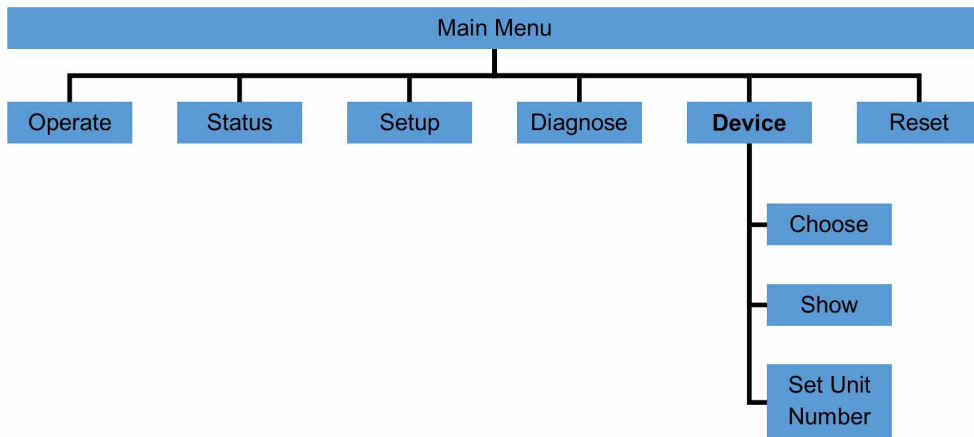 Main Menu
Operate
Status
Setup
Diagnose
Device
Reset
Choose
Show
Set Unit
Number